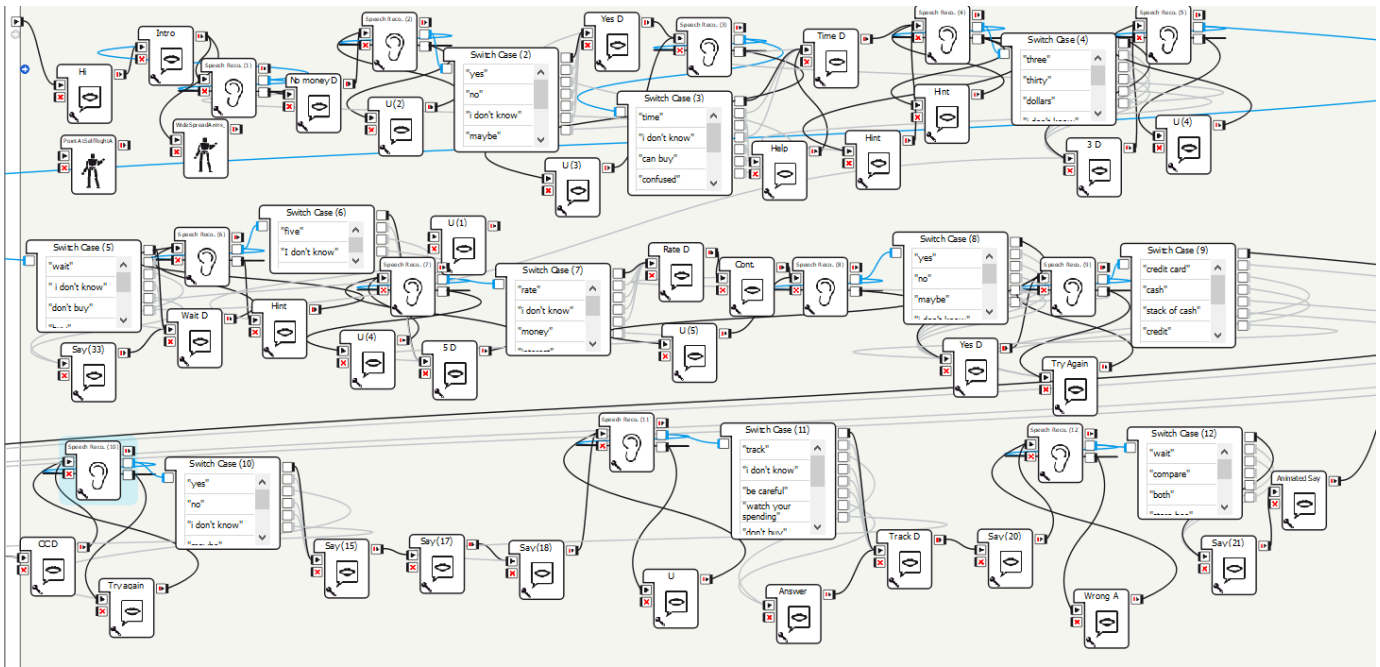 Hi
Intro
Speech Reco. (1)
No money D
Speech Reco. (2)
U (2)
Switch Case (2)
"yes"
"no"
"i don't know"
"maybe"
Yes D
Speech Reco. (3)
U (3)
Switch Case (3)
"time"
"i don't know"
"can buy"
"confused"
Time D
Help
Hint
Speech Reco. (4)
Hint
Switch Case (4)
"three"
"thirty"
"dollars"
"i don't know"
Speech Reco. (5)
3 D
U (4)
Switch Case (5)
"wait"
" i don't know"
"don't buy"
Say (33)
Wait D
Speech Reco. (6)
Hint
Switch Case (6)
"five"
"I don't know"
U (1)
Speech Reco. (7)
U (4)
5 D
Switch Case (7)
"rate"
"i don't know"
"money"
"interest"
Rate D
U (5)
Cont.
Speech Reco. (8)
Switch Case (8)
"yes"
"no"
"maybe"
"i don't know"
Yes D
Speech Reco. (9)
Try Again
Switch Case (9)
"credit card"
"cash"
"stack of cash"
"credit"
CC D
Speech Reco. (10)
Try again
Switch Case (10)
"yes"
"no"
"i don't know"
"maybe"
Say (15)
Say (17)
Say (18)
Speech Reco. (11
U
Switch Case (11)
"track"
"i don't know"
"be careful"
"watch your
spending"
"don't buy"
Answer
Track D
Say (20)
Speech Reco. (12
Wrong A
Switch Case (12)
"wait"
"compare"
"both"
Say (21)
Animated Say